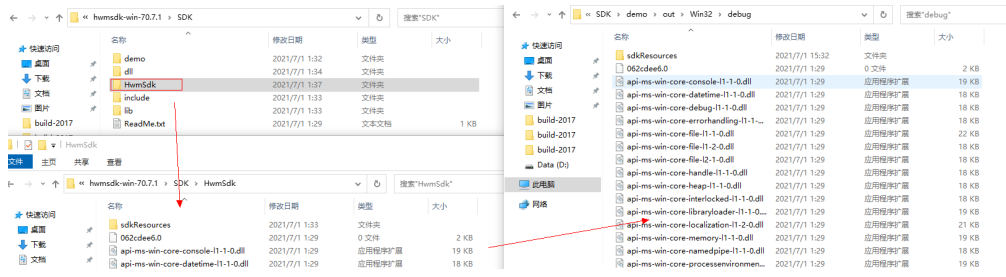 « hwmsdk-win-70.7.1 › SDK
搜索"SDK"
快速访问
桌面
下载
文档
图片
build-2017
名称 修改日期 类型 大小
demo 2021/7/1 1:32 文件夹
dll 2021/7/1 1:34 文件夹
HwmSdk 2021/7/1 1:37 文件夹
include 2021/7/1 1:33 文件夹
lib 2021/7/1 1:33 文件夹
ReadMe.txt 2021/7/1 1:29 文本文档 1 KB
HwmSdk
文件 主页 共享 查看
« hwmsdk-win-70.7.1 › SDK › HwmSdk
搜索"HwmSdk"
快速访问
桌面
下载
文档
名称 修改日期 类型 大小
sdkResources 2021/7/1 1:33 文件夹
062cdee6.0 2021/7/1 1:29 0 文件 2 KB
api-ms-win-core-console-l1-1-0.dll 2021/7/1 1:29 应用程序扩展 19 KB
api-ms-win-core-datetime-l1-1-0.dll 2021/7/1 1:29 应用程序扩展 18 KB
« SDK › demo › out › Win32 › debug
搜索"debug"
快速访问
桌面
下载
文档
图片
build-2017
build-2017
build-2017
Data (D:)
此电脑
网络
名称 修改日期 类型 大小
sdkResources 2021/7/1 15:32 文件夹
062cdee6.0 2021/7/1 1:29 0 文件 2 KB
api-ms-win-core-console-l1-1-0.dll 2021/7/1 1:29 应用程序扩展 19 KB
api-ms-win-core-datetime-l1-1-0.dll 2021/7/1 1:29 应用程序扩展 18 KB
api-ms-win-core-debug-l1-1-0.dll 2021/7/1 1:29 应用程序扩展 18 KB
api-ms-win-core-errorhandling-l1-1-... 2021/7/1 1:29 应用程序扩展 18 KB
api-ms-win-core-file-l1-1-0.dll 2021/7/1 1:29 应用程序扩展 22 KB
api-ms-win-core-file-l1-2-0.dll 2021/7/1 1:29 应用程序扩展 18 KB
api-ms-win-core-file-l2-1-0.dll 2021/7/1 1:29 应用程序扩展 18 KB
api-ms-win-core-handle-l1-1-0.dll 2021/7/1 1:29 应用程序扩展 18 KB
api-ms-win-core-heap-l1-1-0.dll 2021/7/1 1:29 应用程序扩展 18 KB
api-ms-win-core-interlocked-l1-1-0.dll 2021/7/1 1:29 应用程序扩展 18 KB
api-ms-win-core-libraryloader-l1-1-0.... 2021/7/1 1:29 应用程序扩展 19 KB
api-ms-win-core-localization-l1-2-0.dll 2021/7/1 1:29 应用程序扩展 21 KB
api-ms-win-core-memory-l1-1-0.dll 2021/7/1 1:29 应用程序扩展 19 KB
api-ms-win-core-namedpipe-l1-1-0.dll 2021/7/1 1:29 应用程序扩展 18 KB
api-ms-win-core-processenvironmen... 2021/7/1 1:29 应用程序扩展 19 KB